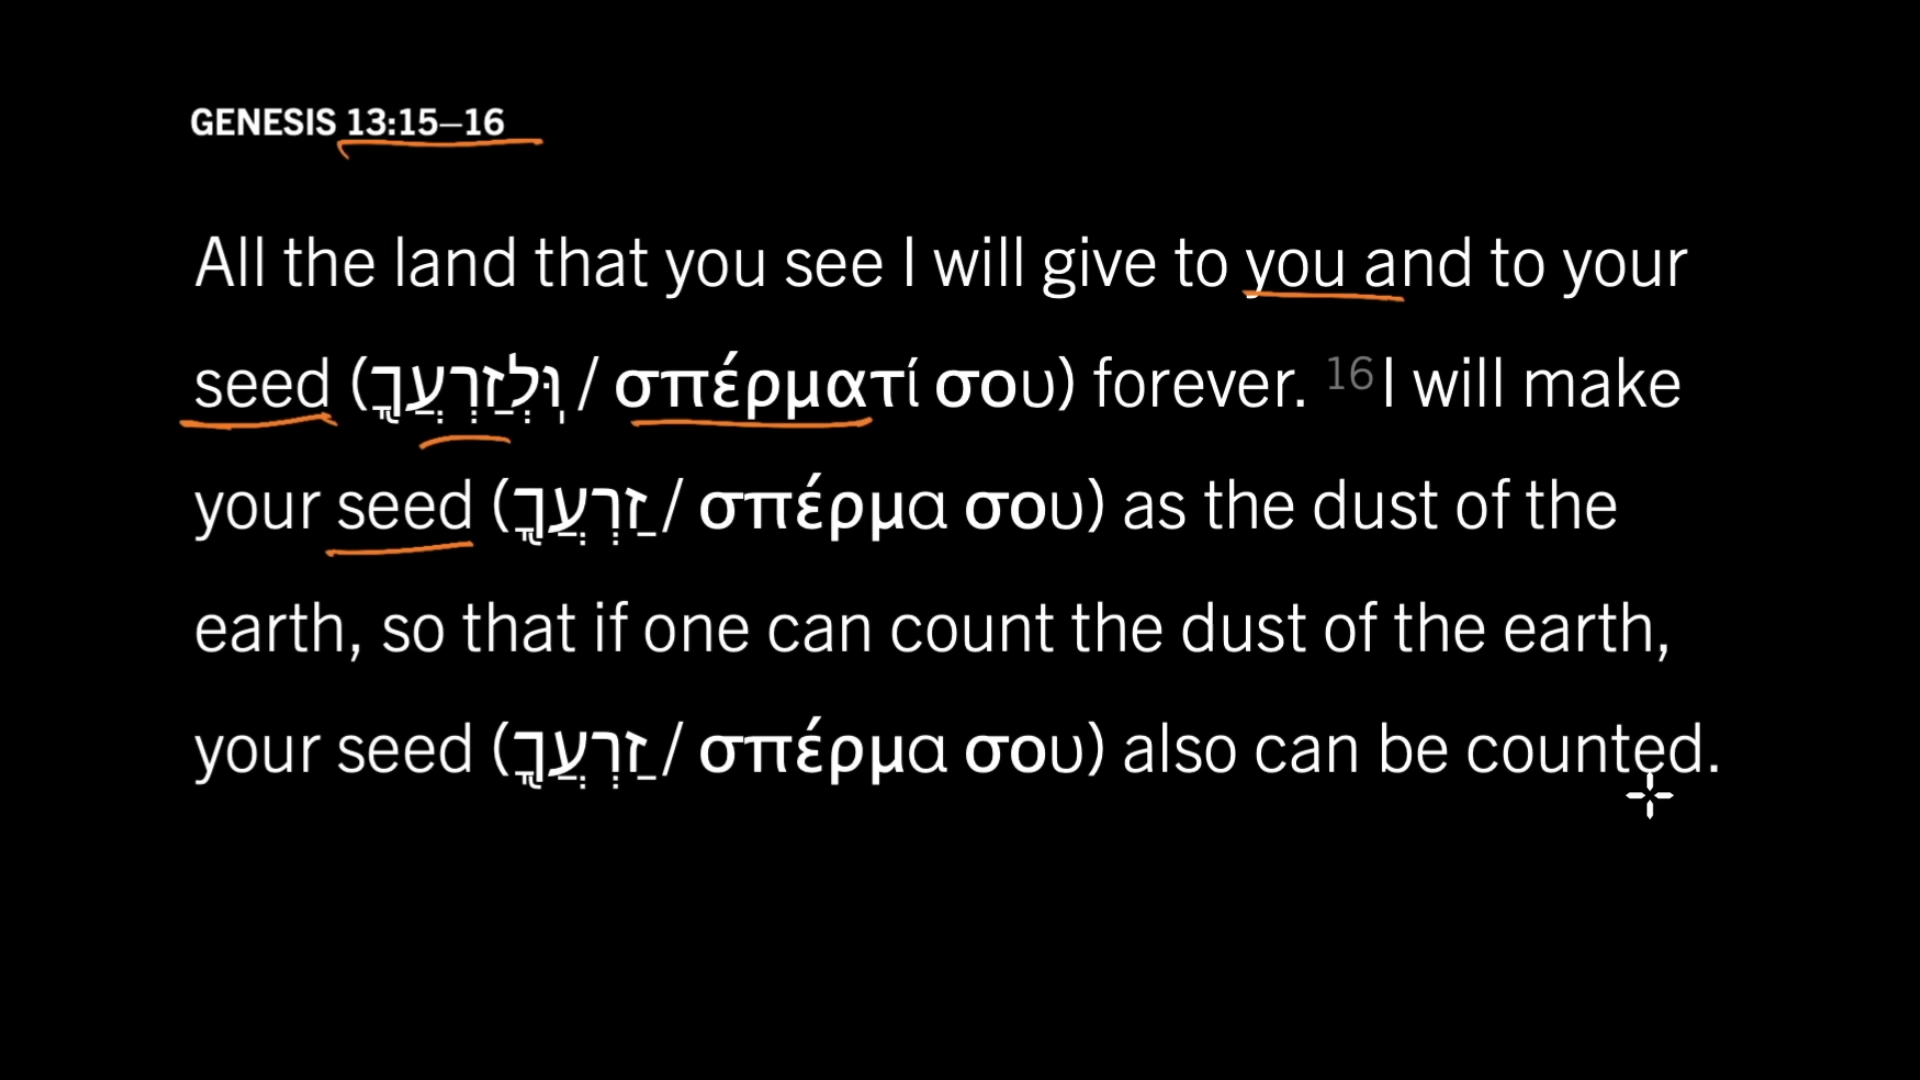 GENESIS 13:15–16
All the land that you see I will give to you and to your
seed (וּֽלְזַרְעֲךָ֖ / σπέρματί σου) forever. 16 I will make
your seed (זַרְעֲךָ֖ / σπέρμα σου) as the dust of the
earth, so that if one can count the dust of the earth,
your seed (זַרְעֲךָ֖ / σπέρμα σου) also can be counted.